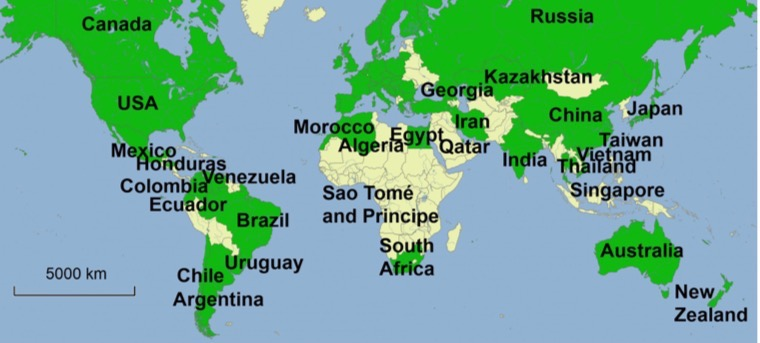 Canada
Russia
USA
Kazakhstan
Georgia
China
Japan
Iran
Morocco
Egypt
Algeria
Qatar
Taiwan
Vietnam
India
Thailand
Mexico
Honduras
Venezuela
Colombia
Ecuador
Singapore
Sao Tomé
and Principe
Brazil
South
Africa
Australia
Uruguay
Chile
5000 km
Argentina
New
Zealand